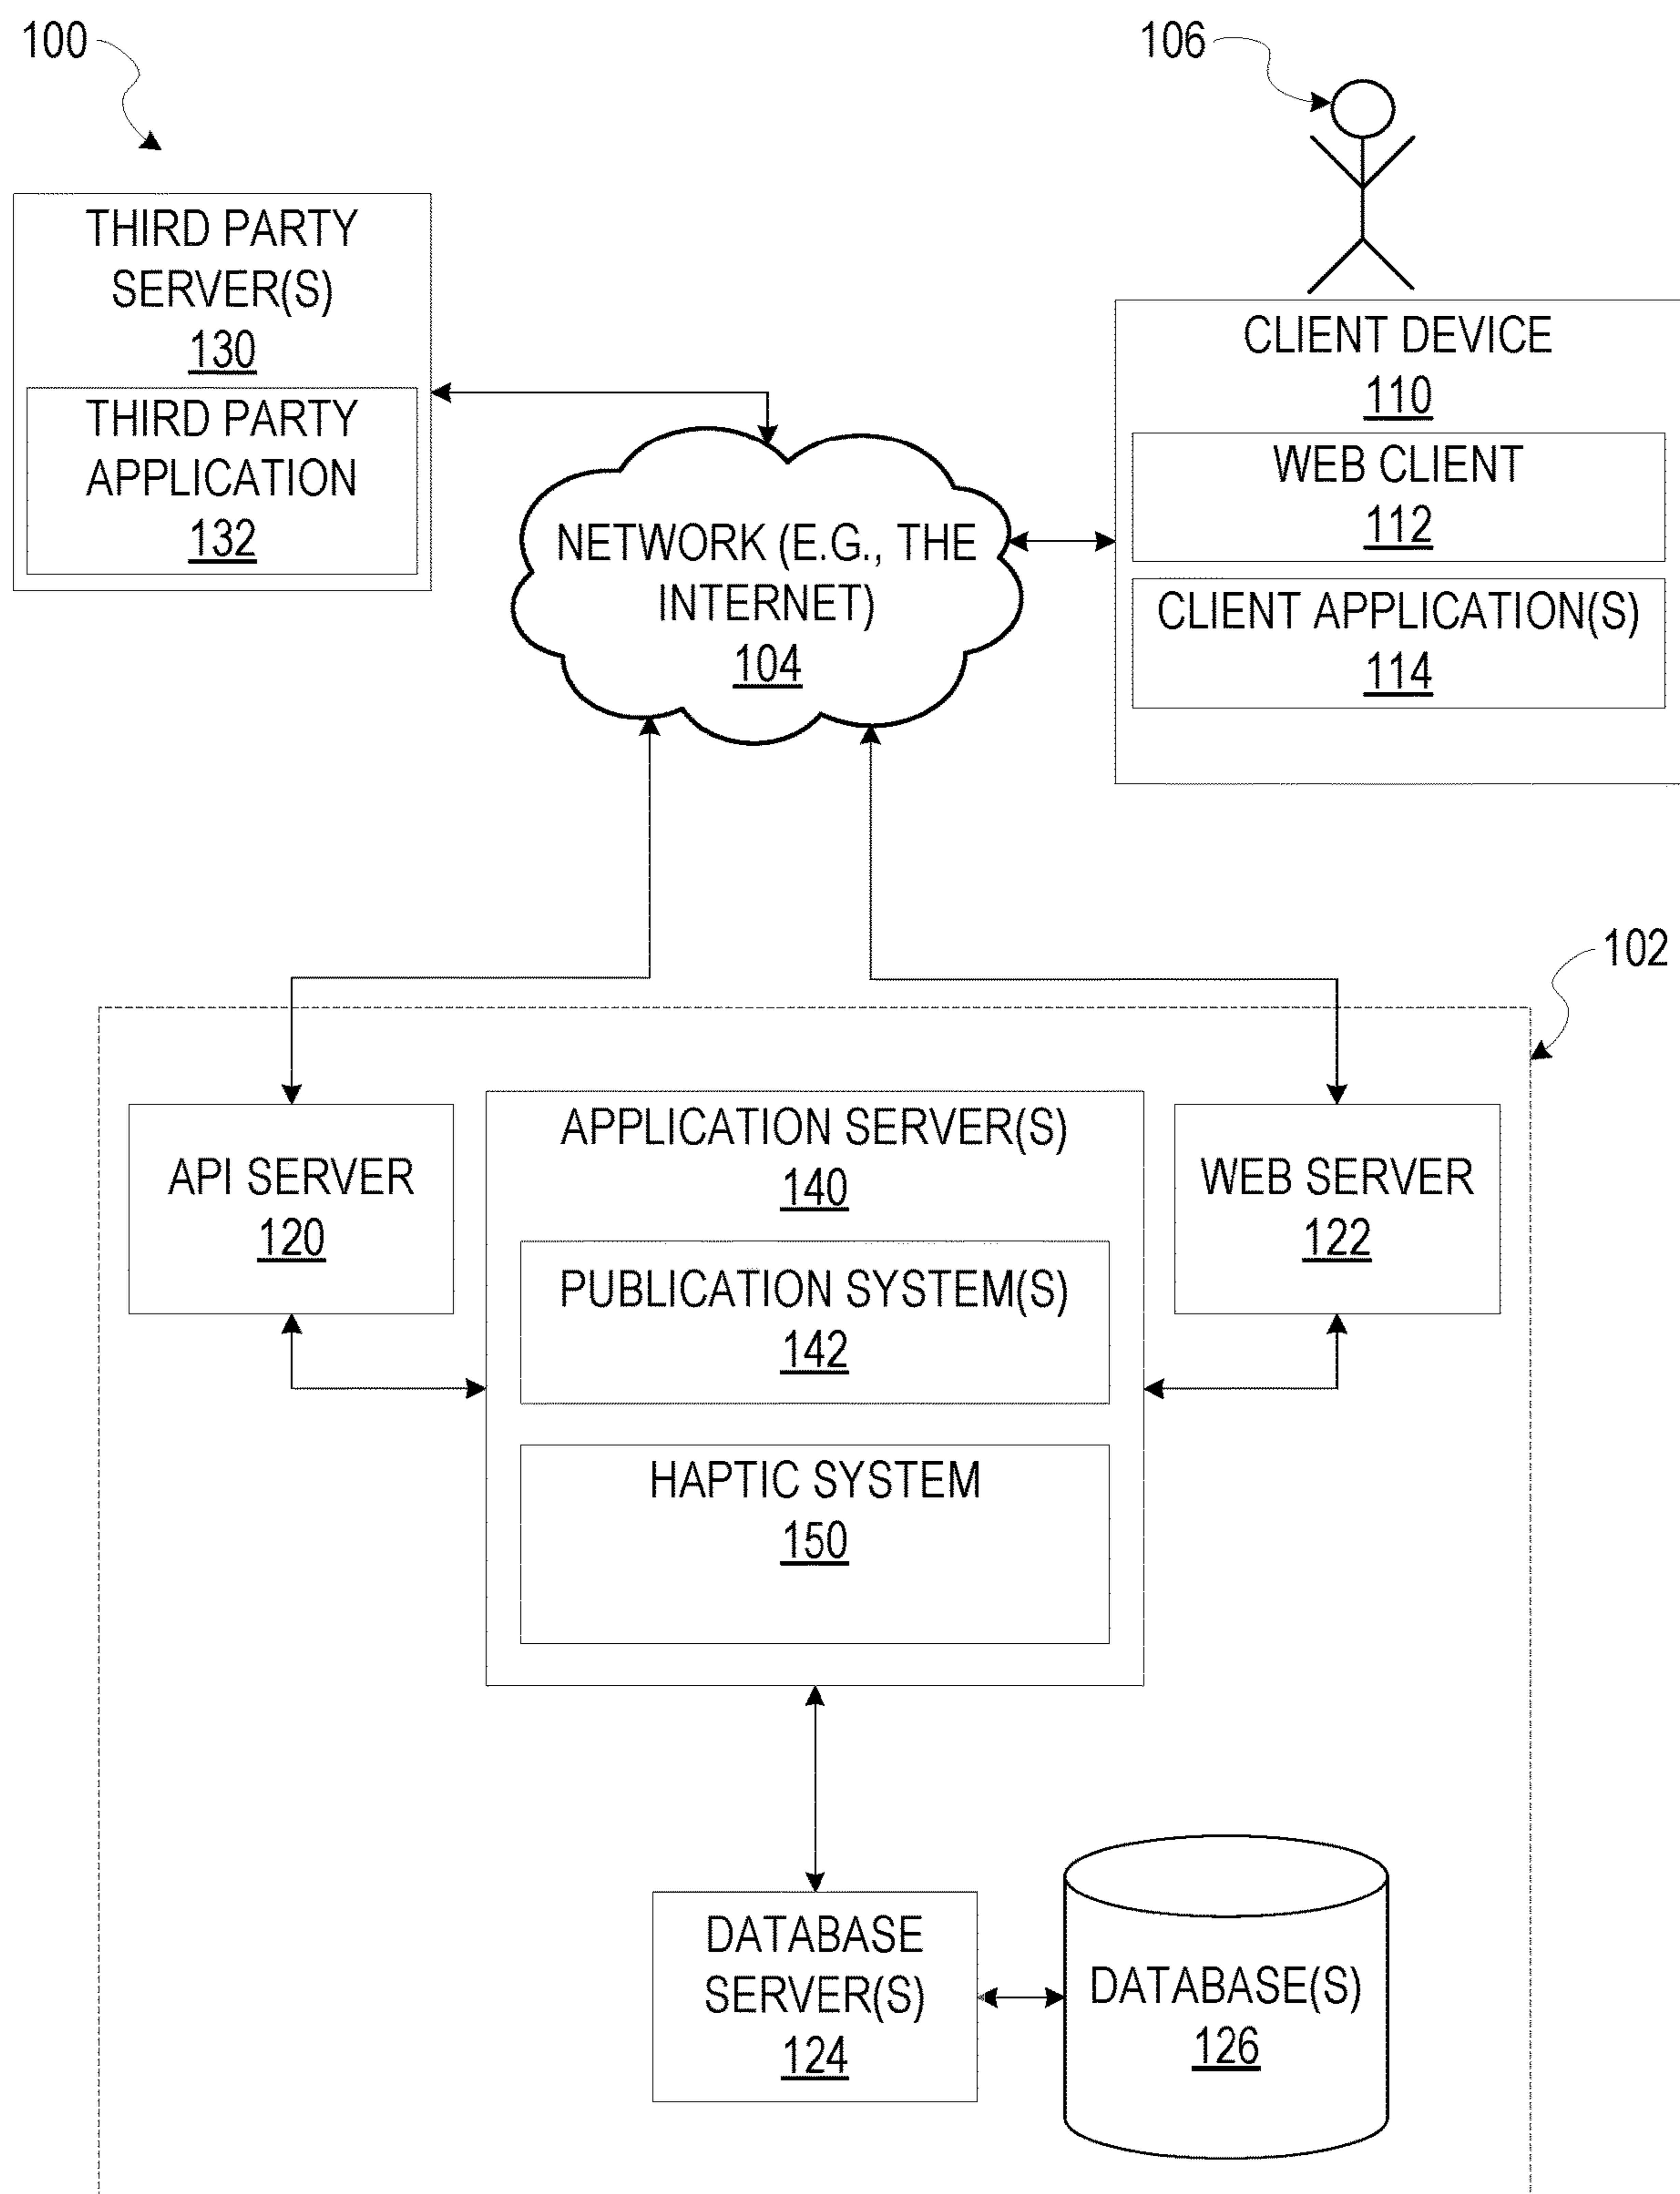 100
106
THIRD PARTY
SERVER(S)
130
THIRD PARTY
APPLICATION
132
CLIENT DEVICE
110
WEB CLIENT
112
CLIENT APPLICATION(S)
114
NETWORK (E.G., THE
INTERNET)
104
102
API SERVER
120
APPLICATION SERVER(S)
140
PUBLICATION SYSTEM(S)
142
HAPTIC SYSTEM
150
WEB SERVER
122
DATABASE
SERVER(S)
124
DATABASE(S)
126